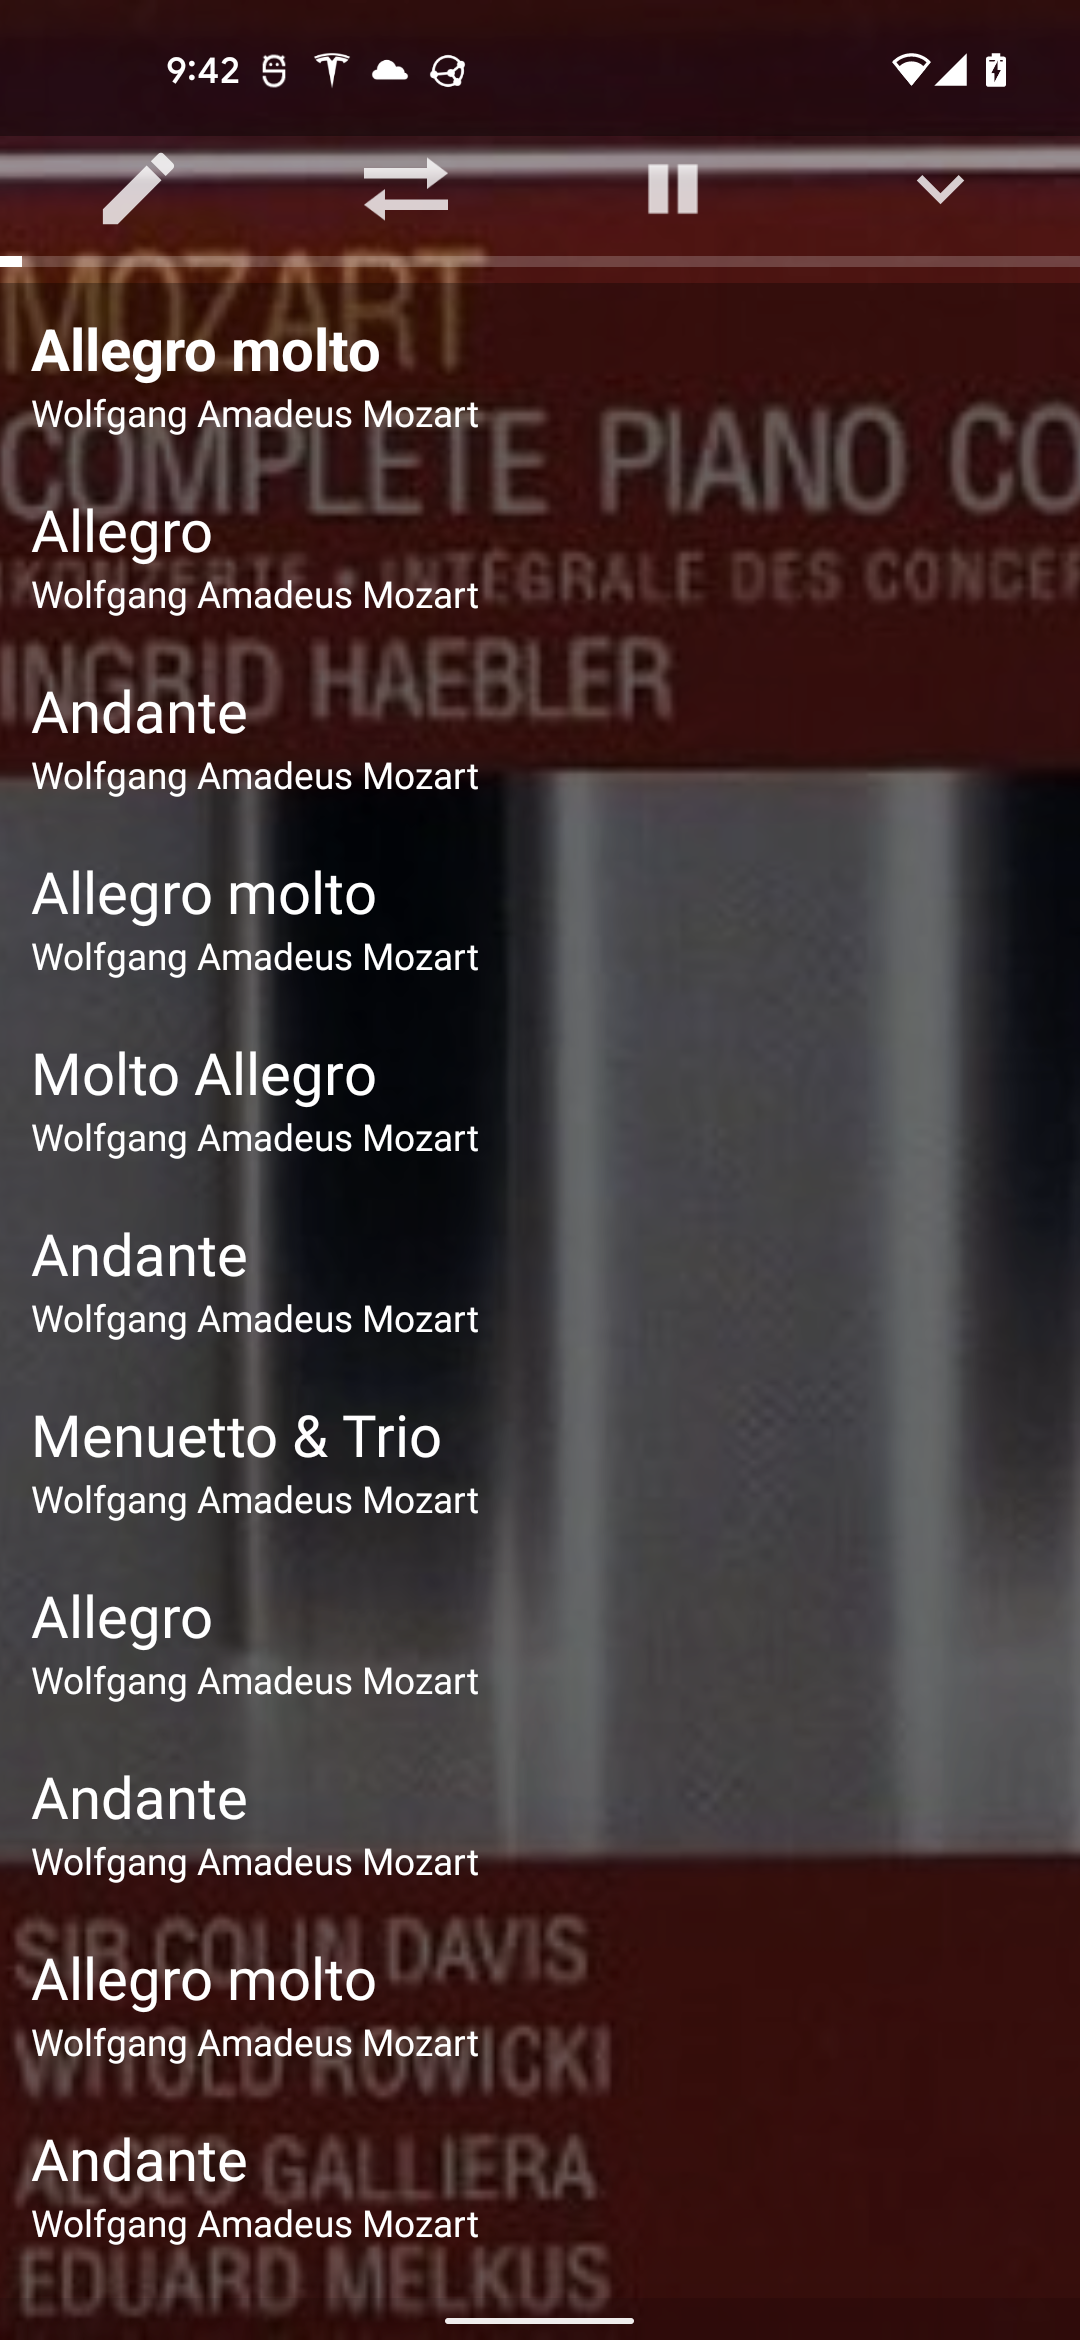 9:42
MOZART
Allegro molto
Wolfgang Amadeus Mozart
COMPLETE PIANO CO
Allegro
KONZERTE • INTÉGRALE DES CONCER
Wolfgang Amadeus Mozart
INGRID HAEBLER
Andante
Wolfgang Amadeus Mozart
Allegro molto
Wolfgang Amadeus Mozart
Molto Allegro
Wolfgang Amadeus Mozart
Andante
Wolfgang Amadeus Mozart
Menuetto & Trio
Wolfgang Amadeus Mozart
Allegro
Wolfgang Amadeus Mozart
Andante
Wolfgang Amadeus Mozart
SIR COLIN DAVIS
Allegro molto
Wolfgang Amadeus Mozart
WITOLD ROWICKI
Andante
ALCEO GALLIERA
Wolfgang Amadeus Mozart
EDUARD MELKUS